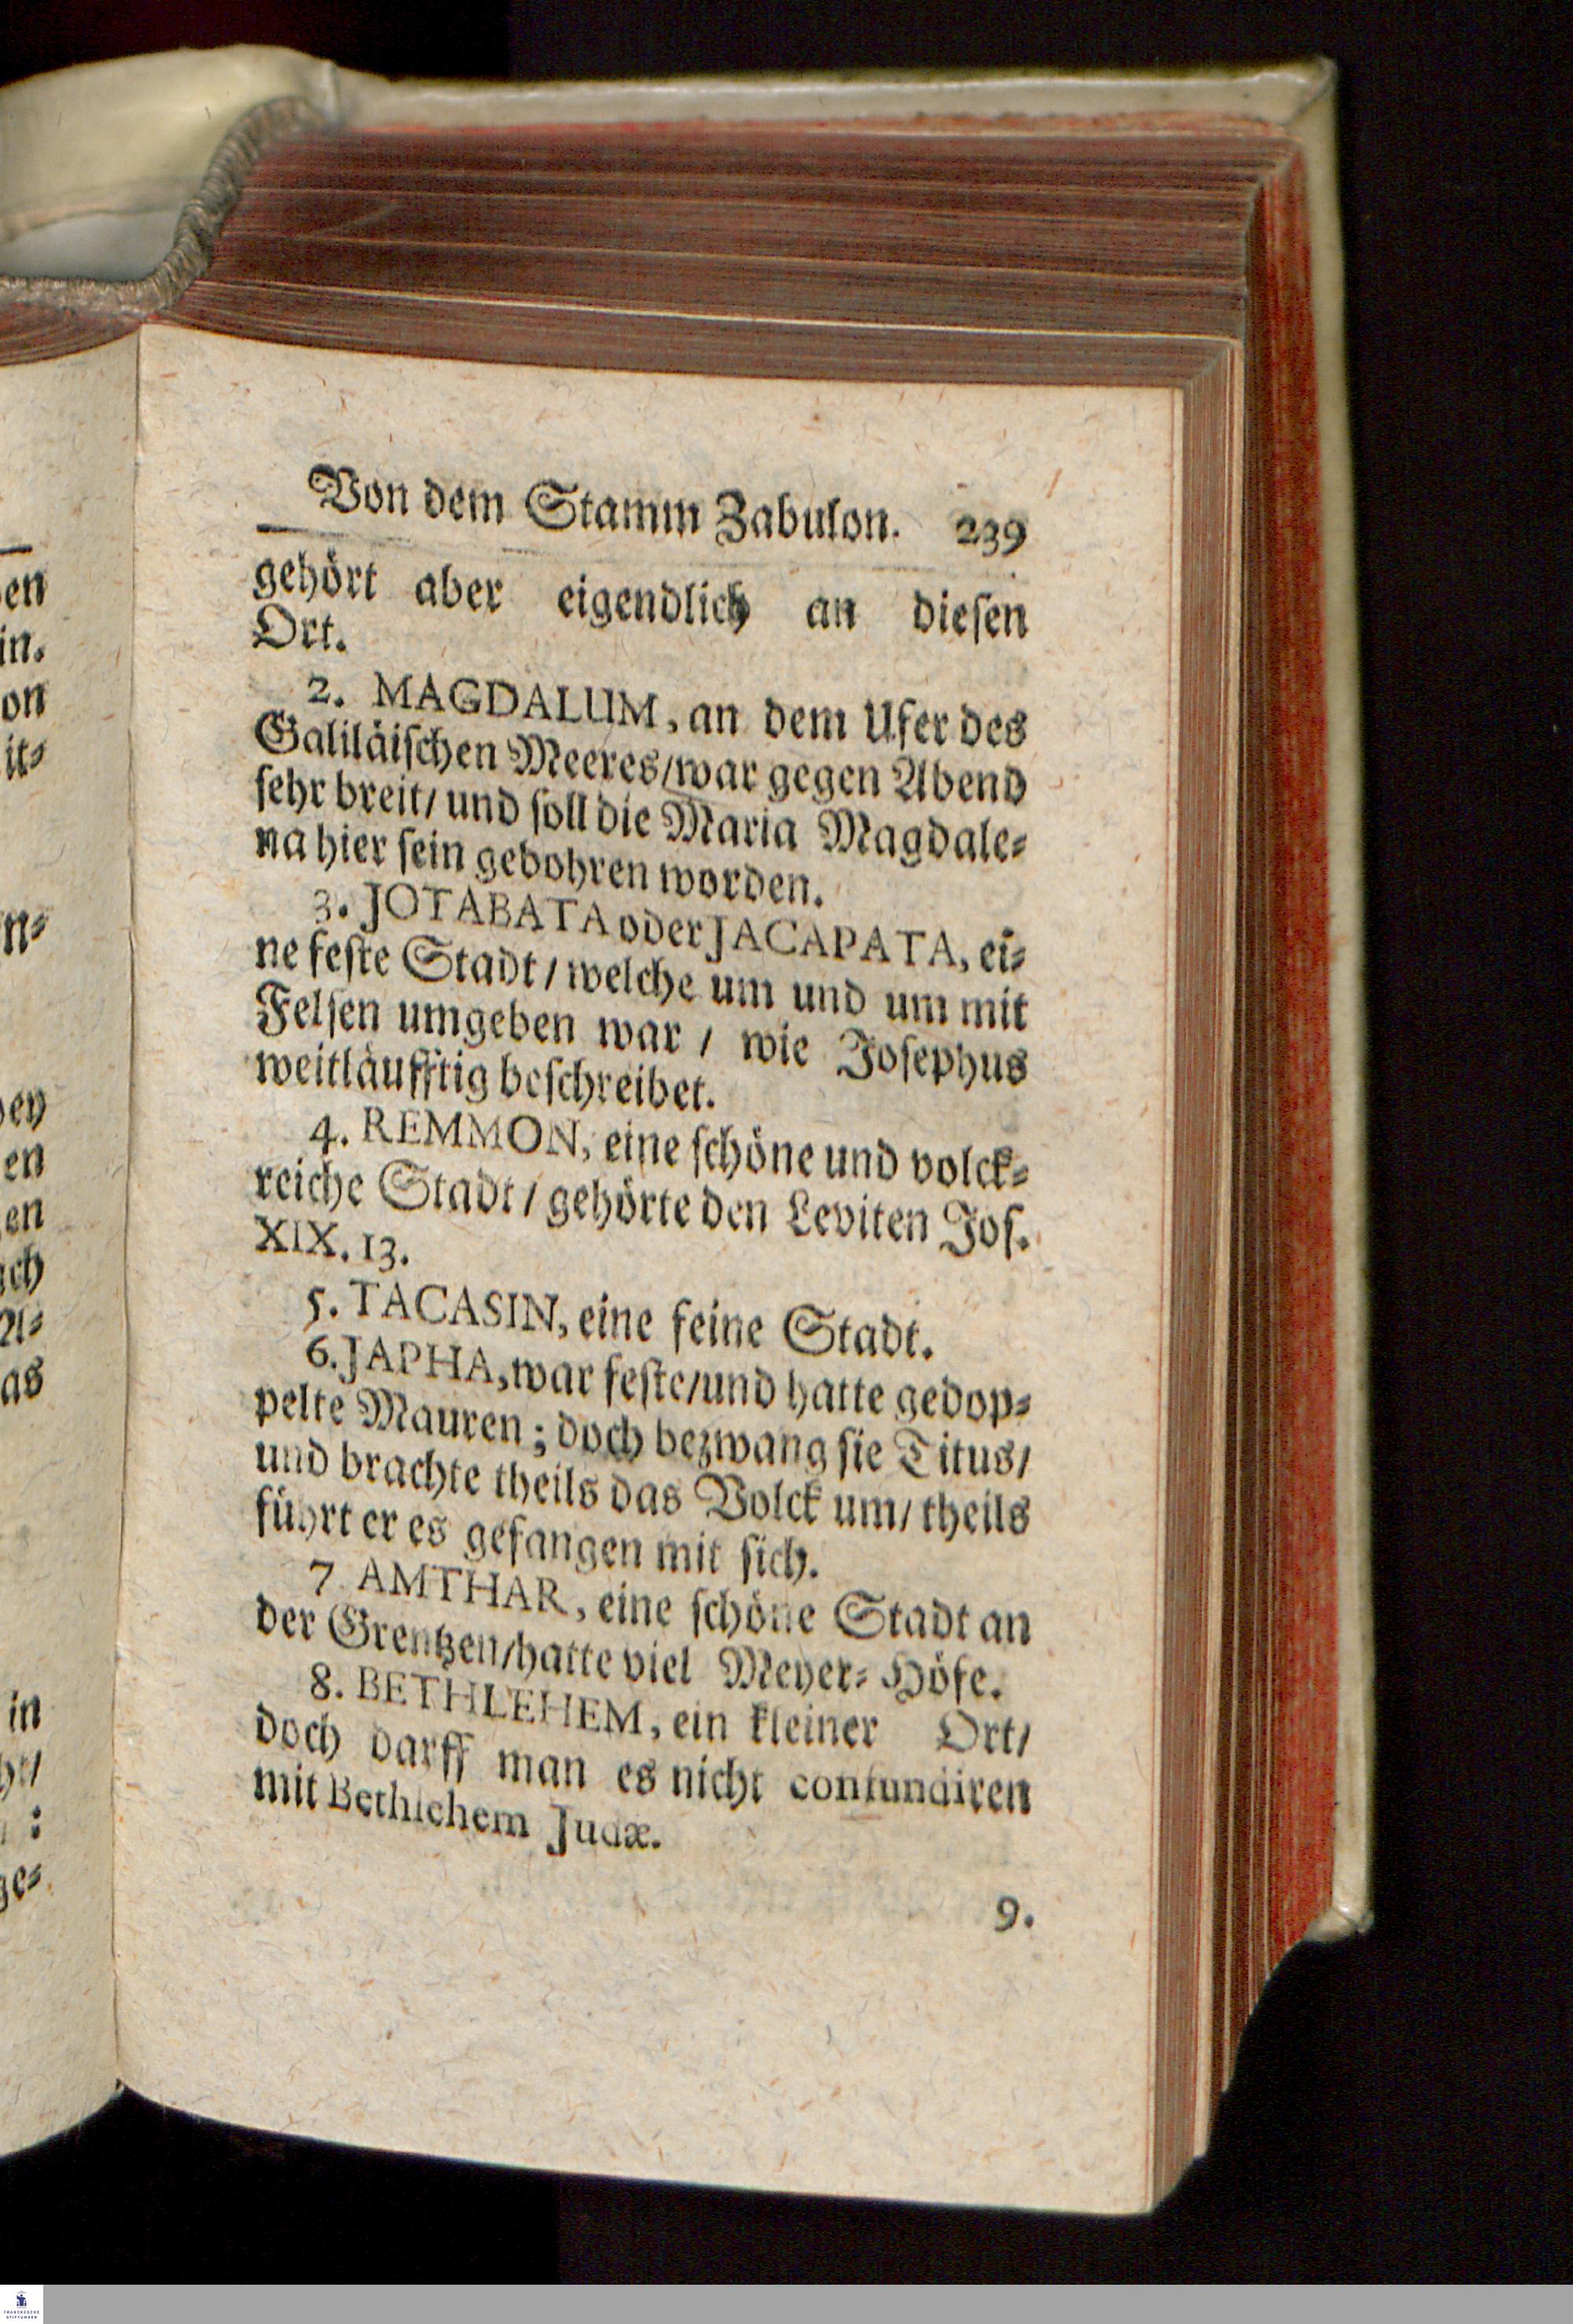 Von dem Stamm Zabulon. 239
gehört aber eigendlich an diesen
Ort.
2. MAGDALUM, an dem Ufer des
Galiläischen Meeres/war gegen Abend
sehr breit/ und soll die Maria Magdale⸗
na hier sein gebohren worden.
3. JOTABATA oder JACAPATA, ei⸗
ne feste Stadt/ welche um und um mit
Felsen umgeben war / wie Josephus
weitläufftig beschreibet.
4. REMMON, eine schöne und volck⸗
reiche Stadt / gehörte den Leviten Jos.
XIX. 13.
5. TACASIN, eine feine Stadt.
6. JAPHA, war feste/und hatte gedop⸗
pelte Mauren; doch bezwang sie Titus/
und brachte theils das Volck um/ theils
führt er es gefangen mit sich.
7. AMTHAR, eine schöne Stadt an
der Grentzen/hatte viel Meyer⸗ Höfe.
8. BETHLEHEM, ein kleiner Ort/
doch darff man es nicht confundiren
mit Bethlehem Judæ.
9.